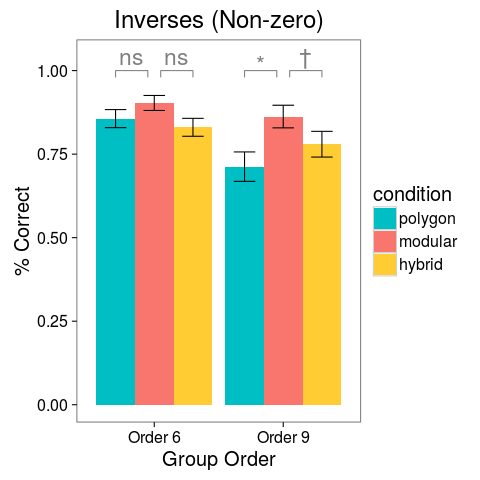 Inverses (Non-zero)
ns ns * †
1.00
0.75
0.50
0.25
0.00
% Correct
Order 6 Order 9
Group Order
condition
polygon
modular
hybrid